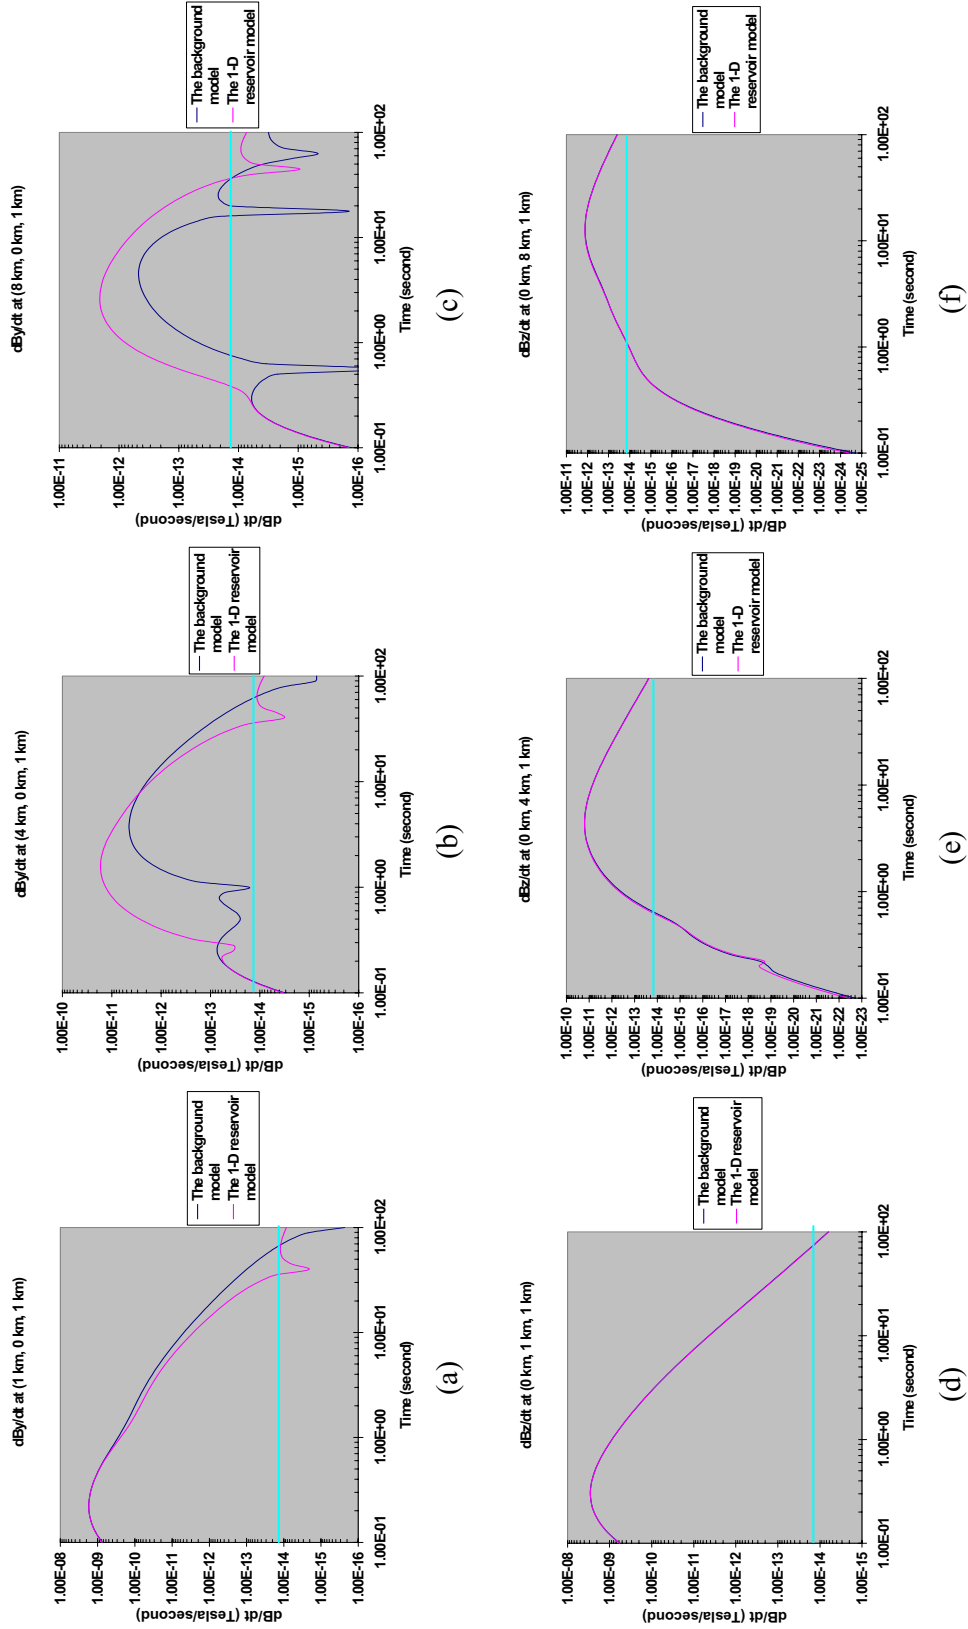 dBy/dt at (1 km, 0 km, 1 km)
The background
model
The 1-D reservoir
model
dB/dt (Tesla/second)
1.00E-08
1.00E-09
1.00E-10
1.00E-11
1.00E-12
1.00E-13
1.00E-14
1.00E-15
1.00E-16
1.00E-01
1.00E+00
1.00E+01
1.00E+02
Time (second)
(a)
dBy/dt at (4 km, 0 km, 1 km)
The background
model
The 1-D reservoir
model
dB/dt (Tesla/second)
1.00E-10
1.00E-11
1.00E-12
1.00E-13
1.00E-14
1.00E-15
1.00E-16
1.00E-01
1.00E+00
1.00E+01
1.00E+02
Time (second)
(b)
dBy/dt at (8 km, 0 km, 1 km)
The background
model
The 1-D
reservoir model
dB/dt (Tesla/second)
1.00E-11
1.00E-12
1.00E-13
1.00E-14
1.00E-15
1.00E-16
1.00E-01
1.00E+00
1.00E+01
1.00E+02
Time (second)
(c)
dBz/dt at (0 km, 1 km, 1 km)
The background
model
The 1-D reservoir
model
dB/dt (Tesla/second)
1.00E-08
1.00E-09
1.00E-10
1.00E-11
1.00E-12
1.00E-13
1.00E-14
1.00E-15
1.00E-01
1.00E+00
1.00E+01
1.00E+02
Time (second)
(d)
dBz/dt at (0 km, 4 km, 1 km)
The background
model
The 1-D
reservoir model
dB/dt (Tesla/second)
1.00E-10
1.00E-11
1.00E-12
1.00E-13
1.00E-14
1.00E-15
1.00E-16
1.00E-17
1.00E-18
1.00E-19
1.00E-20
1.00E-21
1.00E-22
1.00E-23
1.00E-01
1.00E+00
1.00E+01
1.00E+02
Time (second)
(e)
dBz/dt at (0 km, 8 km, 1 km)
The background
model
The 1-D
reservoir model
dB/dt (Tesla/second)
1.00E-11
1.00E-12
1.00E-13
1.00E-14
1.00E-15
1.00E-16
1.00E-17
1.00E-18
1.00E-19
1.00E-20
1.00E-21
1.00E-22
1.00E-23
1.00E-24
1.00E-25
1.00E-01
1.00E+00
1.00E+01
1.00E+02
Time (second)
(f)